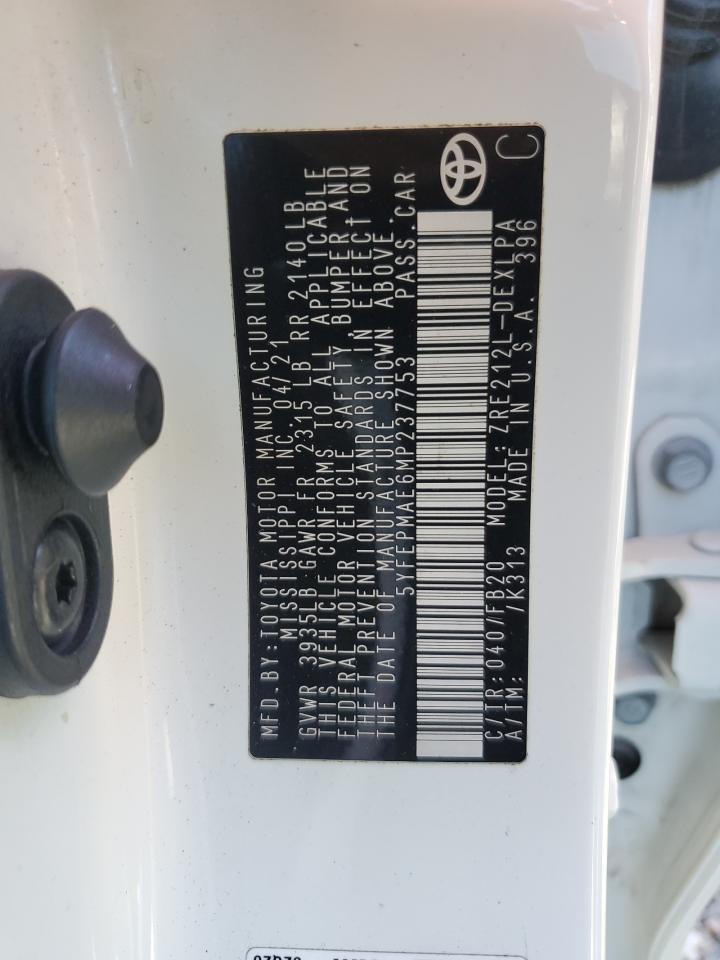 MFD.BY:TOYOTA MOTOR MANUFACTURING
MISSISSIPPI INC. 04/21
GVWR 3935LB GAWR FR 2315 LB RR 2140 LB
THIS VEHICLE CONFORMS TO ALL APPLICABLE
FEDERAL MOTOR VEHICLE SAFETY, BUMPER, AND
THEFT PREVENTION STANDARDS IN EFFECT ON
THE DATE OF MANUFACTURE SHOWN ABOVE.
5YFEPMAE6MP237753 PASS.CAR
C/TR:040/FB20 MODEL: ZRE212L-DEXLPA
A/TM: /K313 MADE IN U.S.A. 396
C